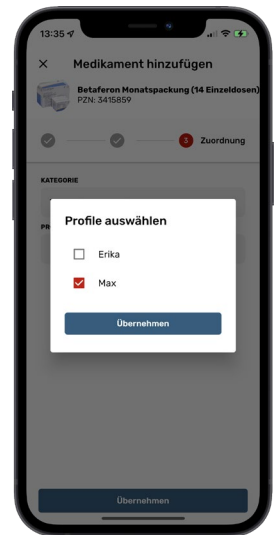 13:35
Medikament hinzufügen
Betaferon Monatspackung (14 Einzeldosen)
PZN: 3415859
3 Zuordnung
KATEGORIE
PR
Profile auswählen
Erika
Max
Übernehmen
Übernehmen